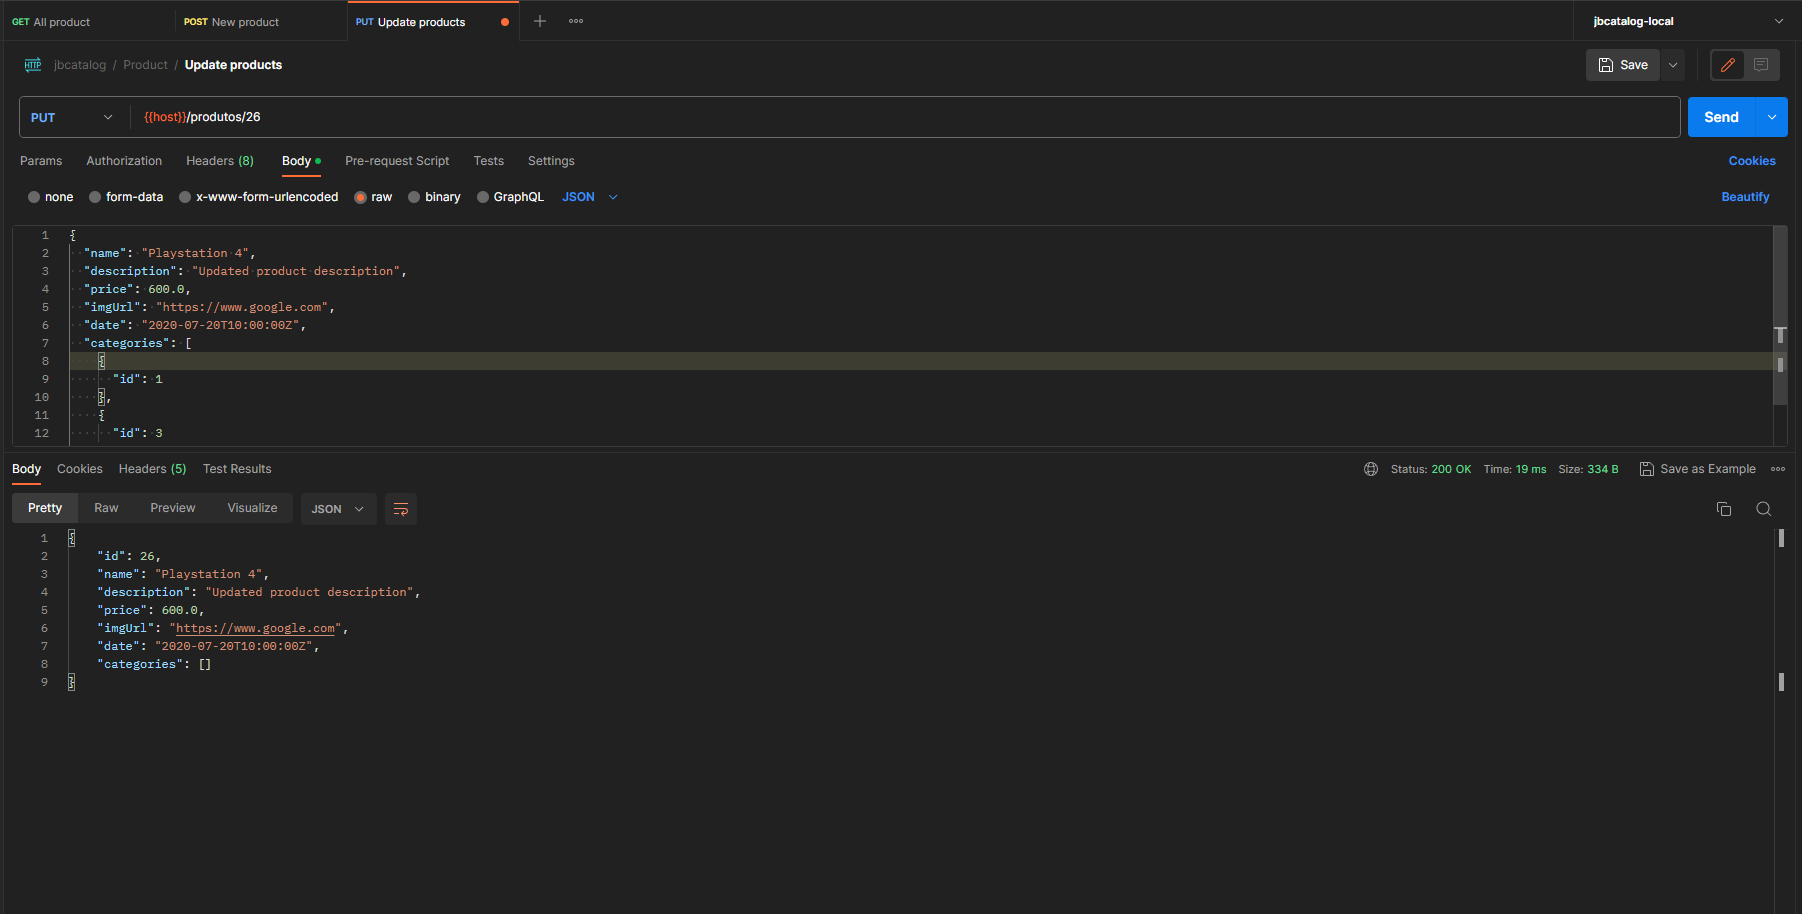 GET All product POST New product PUT Update products jbcatalog-local
HTTP jbcatalog / Product / Update products Save
PUT {{host}}/produtos/26 Send
Params Authorization Headers (8) Body Pre-request Script Tests Settings Cookies
none form-data x-www-form-urlencoded raw binary GraphQL JSON Beautify
1 {
2 "name": "Playstation 4",
3 "description": "Updated product description",
4 "price": 600.0,
5 "imgUrl": "https://www.google.com",
6 "date": "2020-07-20T10:00:00Z",
7 "categories": [
8 {
9 "id": 1
10 },
11 {
12 "id": 3
Body Cookies Headers (5) Test Results Status: 200 OK Time: 19 ms Size: 334 B Save as Example
Pretty Raw Preview Visualize JSON
1 {
2 "id": 26,
3 "name": "Playstation 4",
4 "description": "Updated product description",
5 "price": 600.0,
6 "imgUrl": "https://www.google.com",
7 "date": "2020-07-20T10:00:00Z",
8 "categories": []
9 }